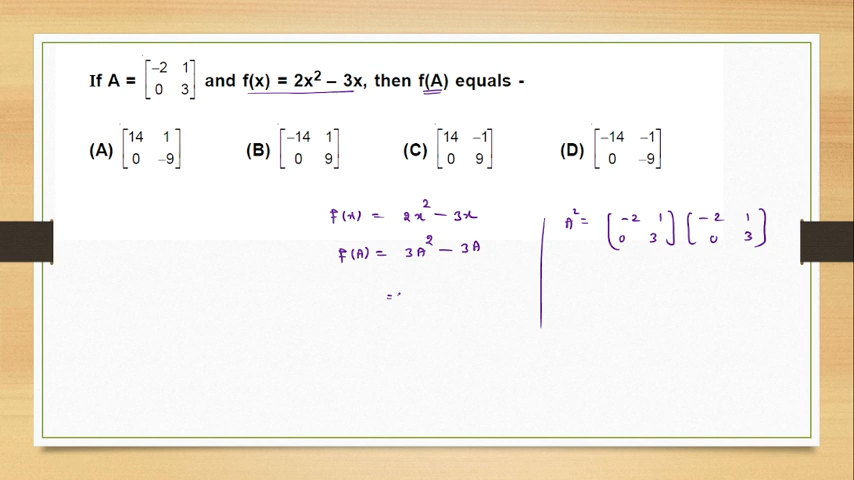 If A = [−2 1 0 3] and f(x) = 2x² – 3x, then f(A) equals -
(A) [14 1 0 −9] (B) [−14 1 0 9] (C) [14 −1 0 9] (D) [−14 −1 0 −9]
f(x) = 2x² − 3x
f(A) = 3A² − 3A
=
A² = [−2 1 0 3] [−2 1 0 3]